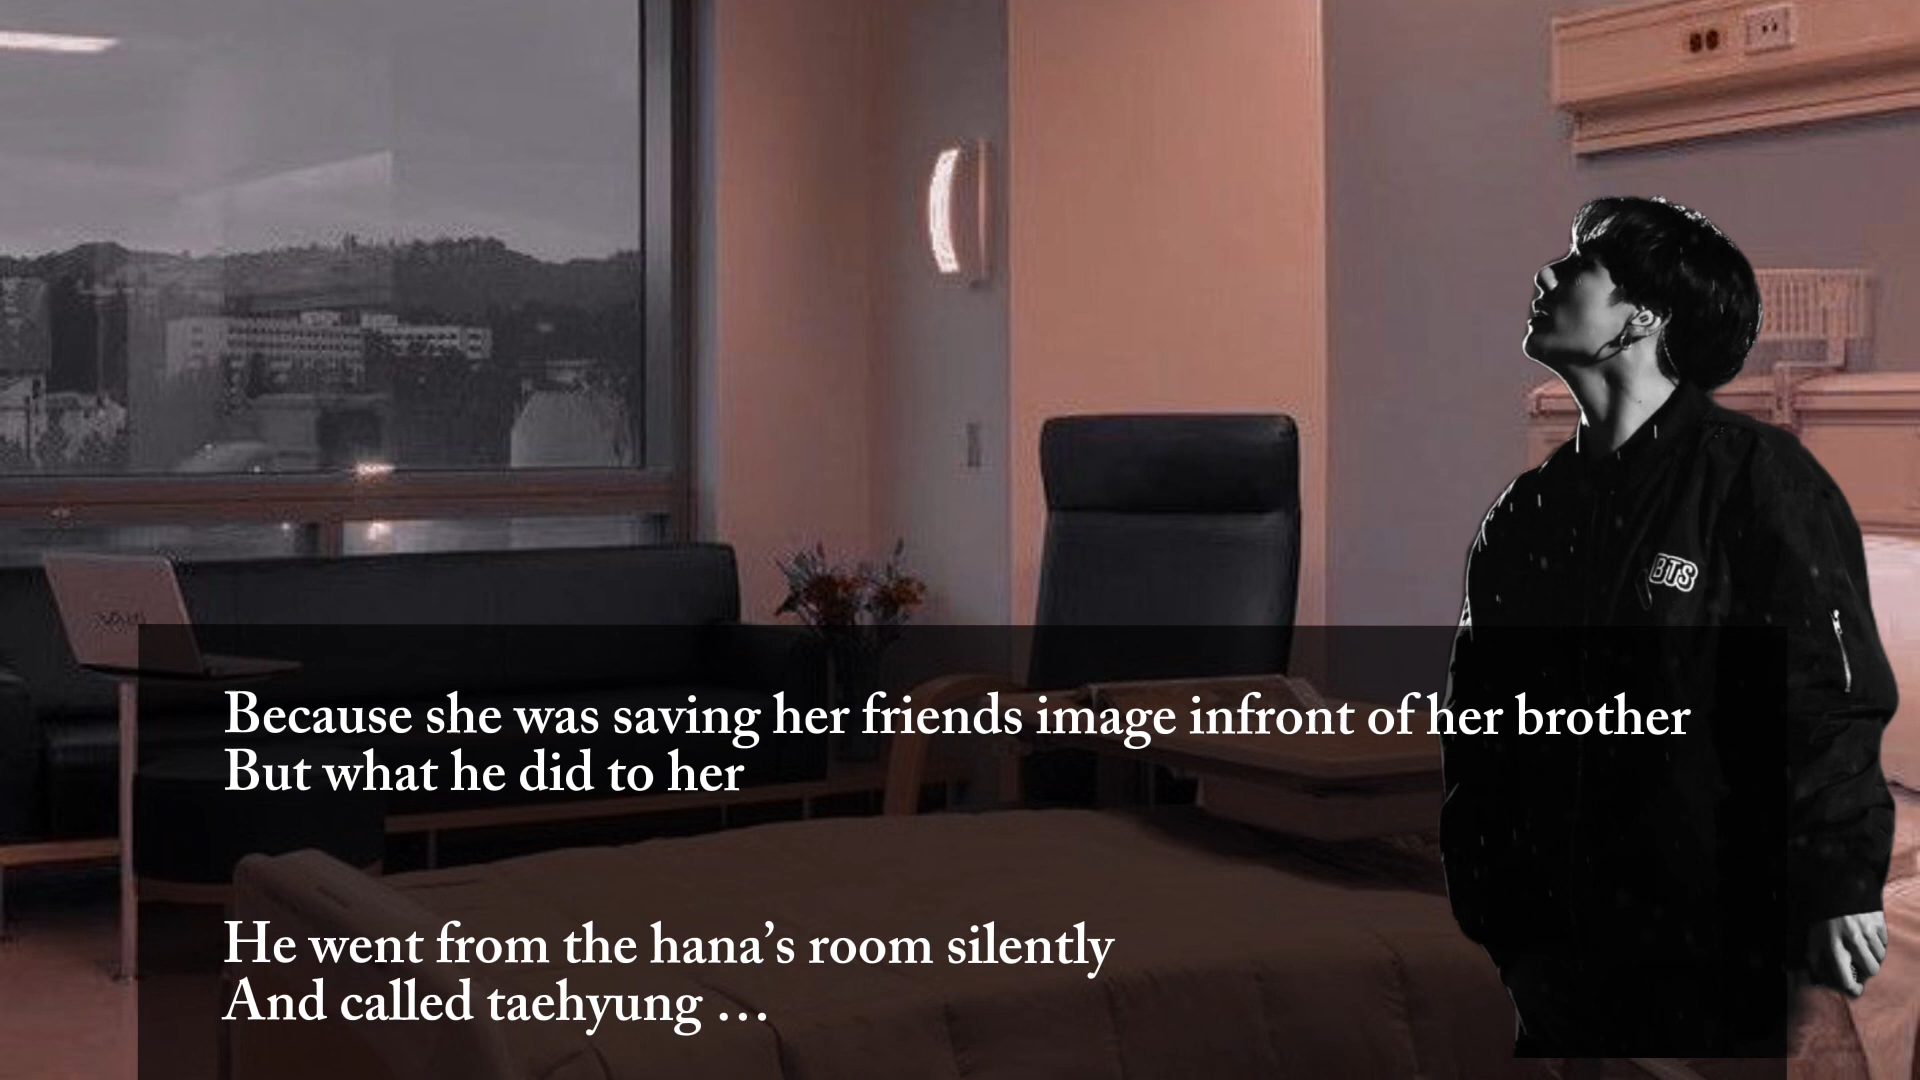 BTS
Because she was saving her friends image infront of her brother
But what he did to her
He went from the hana's room silently
And called taehyung ...